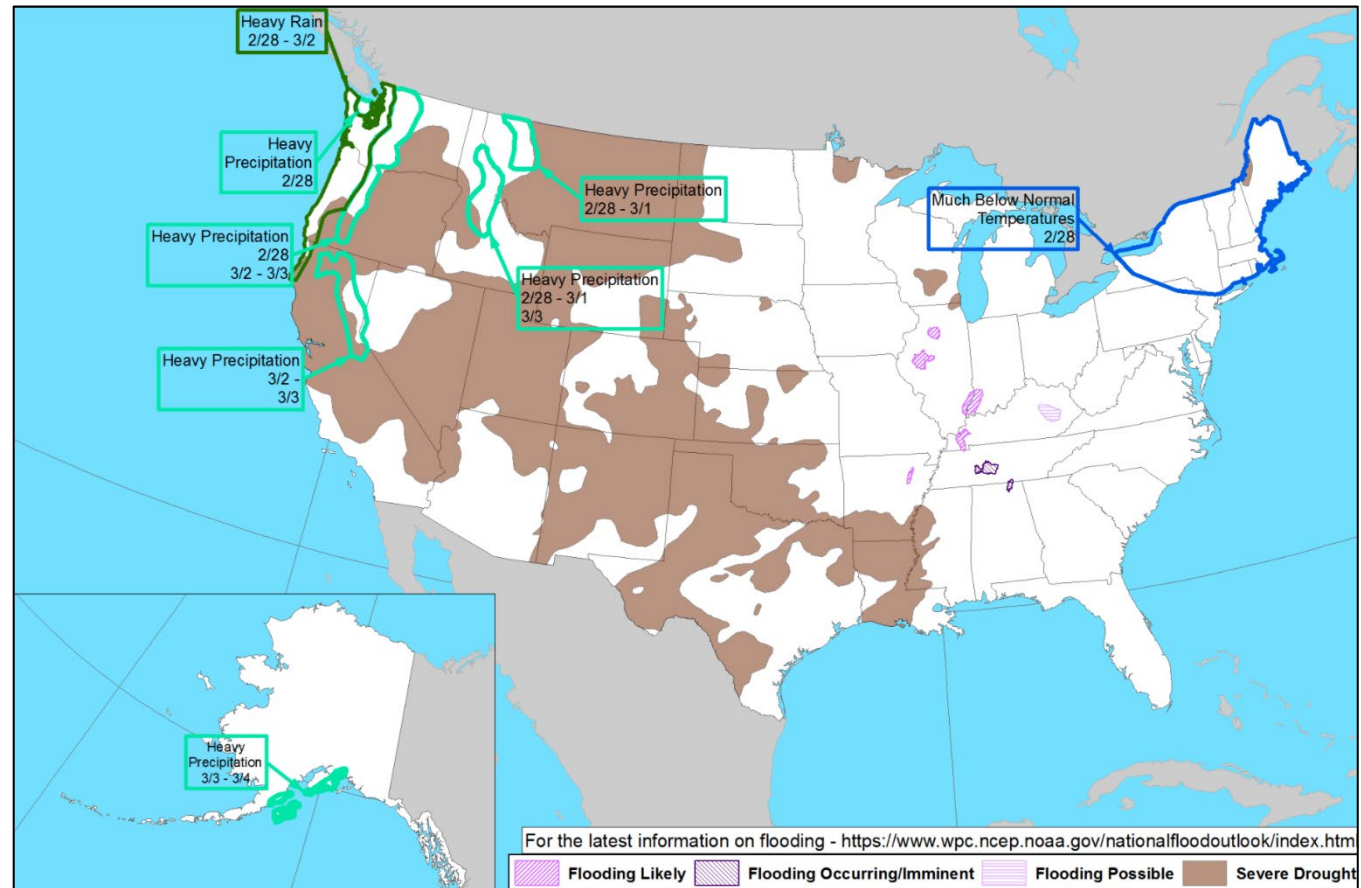 Heavy Rain
2/28 - 3/2
Heavy
Precipitation
2/28
Heavy Precipitation
2/28
3/2 - 3/3
Heavy Precipitation
3/2 -
3/3
Heavy Precipitation
2/28 - 3/1
Heavy Precipitation
2/28 - 3/1
3/3
Much Below Normal
Temperatures
2/28
Heavy
Precipitation
3/3 - 3/4
For the latest information on flooding - https://www.wpc.ncep.noaa.gov/nationalfloodoutlook/index.html
Flooding Likely
Flooding Occurring/Imminent
Flooding Possible
Severe Drought